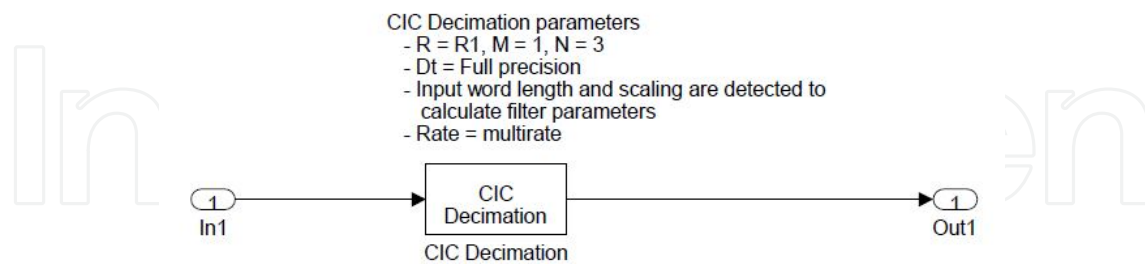 CIC Decimation parameters
- R = R1, M = 1, N = 3
- Dt = Full precision
- Input word length and scaling are detected to
calculate filter parameters
- Rate = multirate
1
In1
CIC
Decimation
CIC Decimation
1
Out1